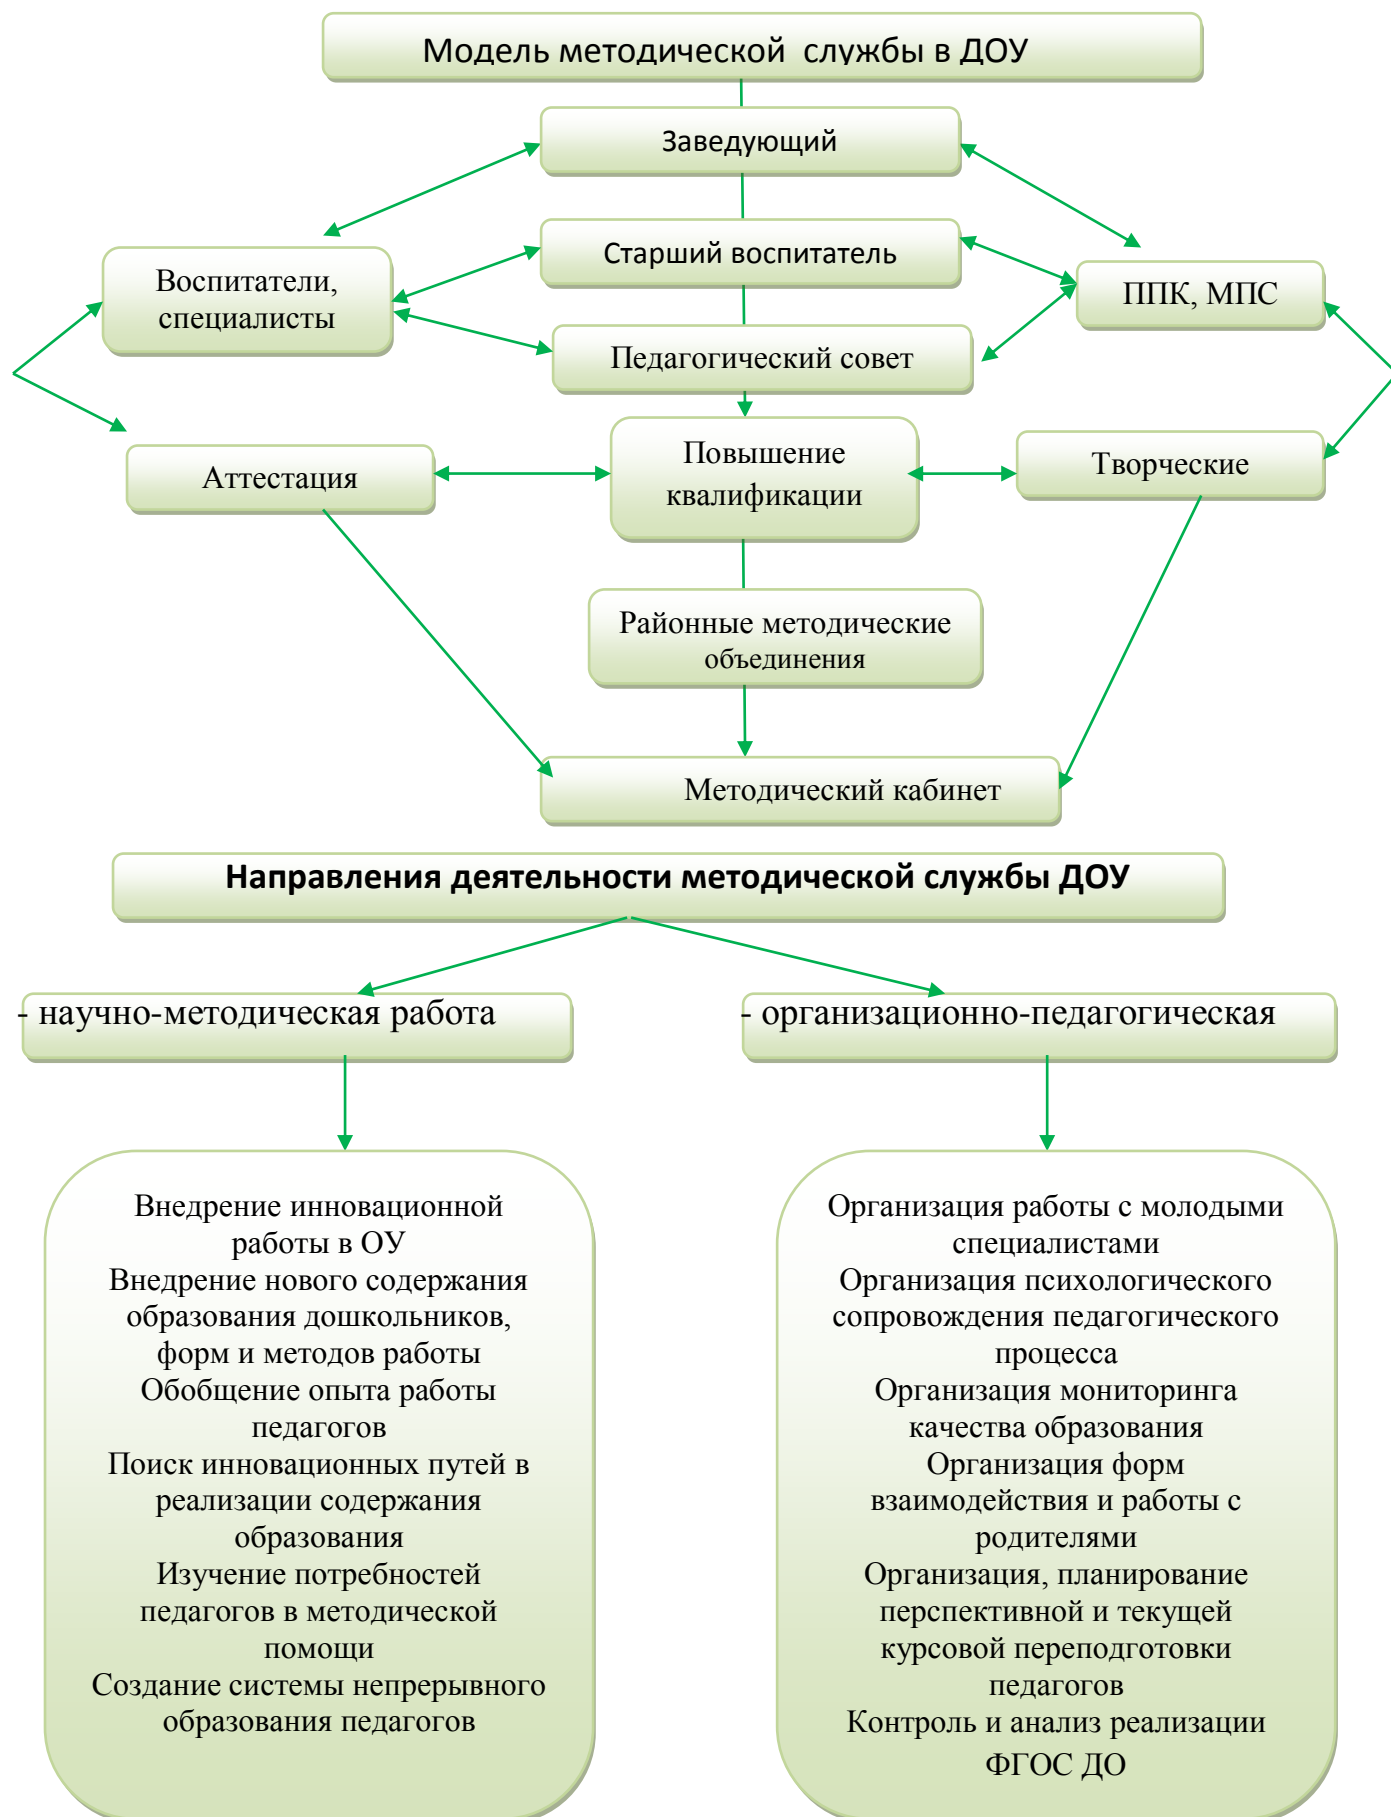 Модель методической службы в ДОУ
Заведующий
Старший воспитатель
Воспитатели,
специалисты
ППК, МПС
Педагогический совет
Аттестация
Повышение
квалификации
Творческие
Районные методические
объединения
Методический кабинет
Направления деятельности методической службы ДОУ
- научно-методическая работа
- организационно-педагогическая
Внедрение инновационной
работы в ОУ
Внедрение нового содержания
образования дошкольников,
форм и методов работы
Обобщение опыта работы
педагогов
Поиск инновационных путей в
реализации содержания
образования
Изучение потребностей
педагогов в методической
помощи
Создание системы непрерывного
образования педагогов
Организация работы с молодыми
специалистами
Организация психологического
сопровождения педагогического
процесса
Организация мониторинга
качества образования
Организация форм
взаимодействия и работы с
родителями
Организация, планирование
перспективной и текущей
курсовой переподготовки
педагогов
Контроль и анализ реализации
ФГОС ДО